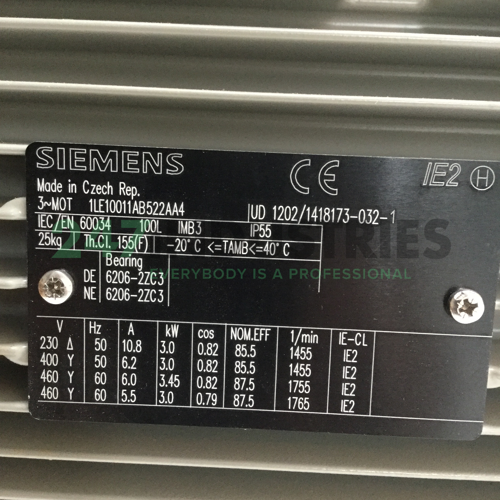 SIEMENS CE IE2 H
Made in Czech Rep.
3~MOT 1LE10011AB522AA4 UD 1202/1418173-032-1
IEC/EN 60034 100L IMB3 IP55
25kg Th.Cl. 155(F) -20°C <=TAMB<=40°C
Bearing
DE 6206-2ZC3
NE 6206-2ZC3
EVERYBODY IS A PROFESSIONAL
V Hz A kW cos NOM.EFF 1/min IE-CL
230 Δ 50 10.8 3.0 0.82 85.5 1455 IE2
400 Y 50 6.2 3.0 0.82 85.5 1455 IE2
460 Y 60 6.0 3.45 0.82 87.5 1755 IE2
460 Y 60 5.5 3.0 0.79 87.5 1765 IE2